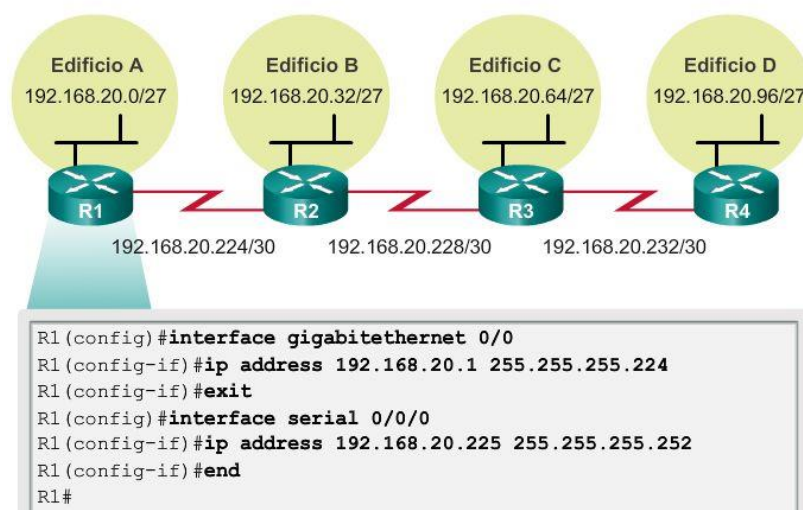 Edificio A
192.168.20.0/27
Edificio B
192.168.20.32/27
Edificio C
192.168.20.64/27
Edificio D
192.168.20.96/27
R1
R2
R3
R4
192.168.20.224/30
192.168.20.228/30
192.168.20.232/30
R1(config)#interface gigabitethernet 0/0
R1(config-if)#ip address 192.168.20.1 255.255.255.224
R1(config-if)#exit
R1(config)#interface serial 0/0/0
R1(config-if)#ip address 192.168.20.225 255.255.255.252
R1(config-if)#end
R1#